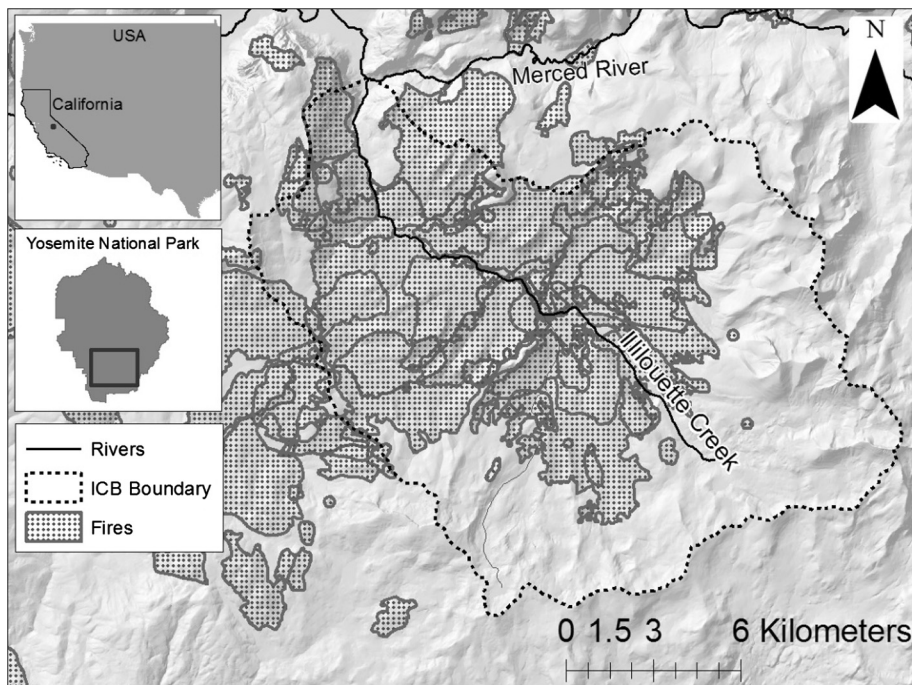 USA
California
Yosemite National Park
Rivers
ICB Boundary
Fires
Merced River
N
Illilouette Creek
0 1.5 3 6 Kilometers